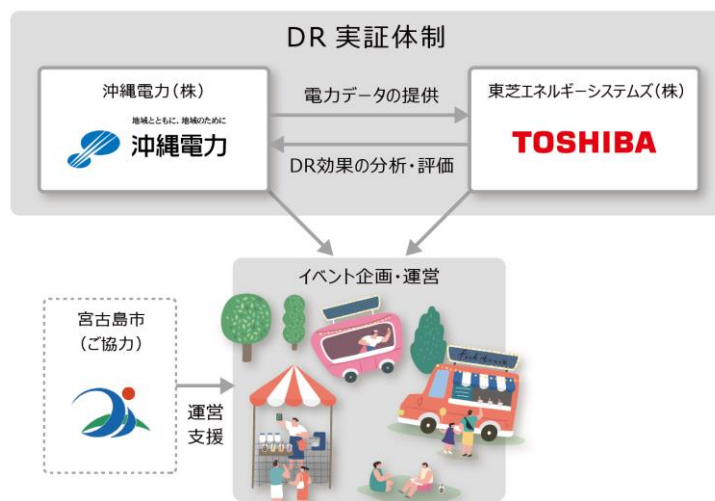 DR 実証体制
沖縄電力(株)
地域とともに、地域のために
沖縄電力
電力データの提供
DR効果の分析・評価
東芝エネルギーシステムズ(株)
TOSHIBA
イベント企画・運営
宮古島市
(ご協力)
運営
支援